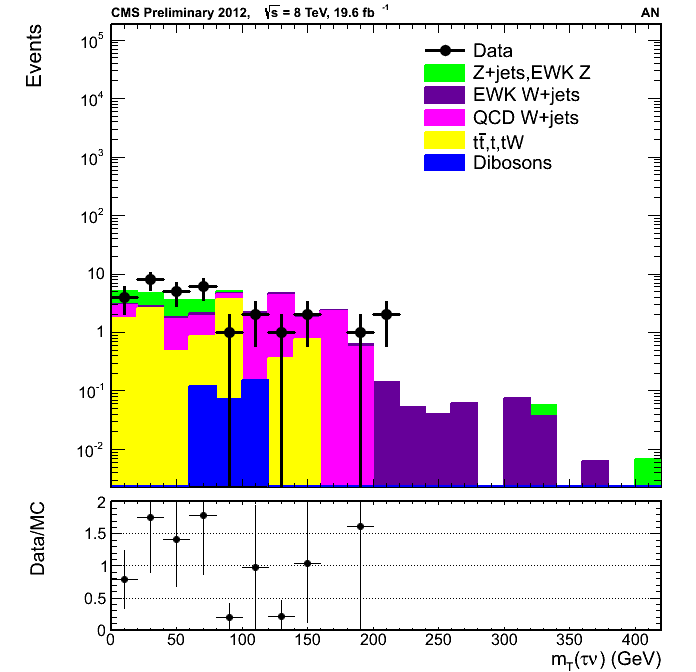 CMS Preliminary 2012, √s = 8 TeV, 19.6 fb⁻¹ AN
Events
10⁵
10⁴
10³
10²
10
1
10⁻¹
10⁻²
Data
Z+jets,EWK Z
EWK W+jets
QCD W+jets
tt̅,t,tW
Dibosons
Data/MC
2
1.5
1
0.5
0
0 50 100 150 200 250 300 350 400
m_T(τν) (GeV)